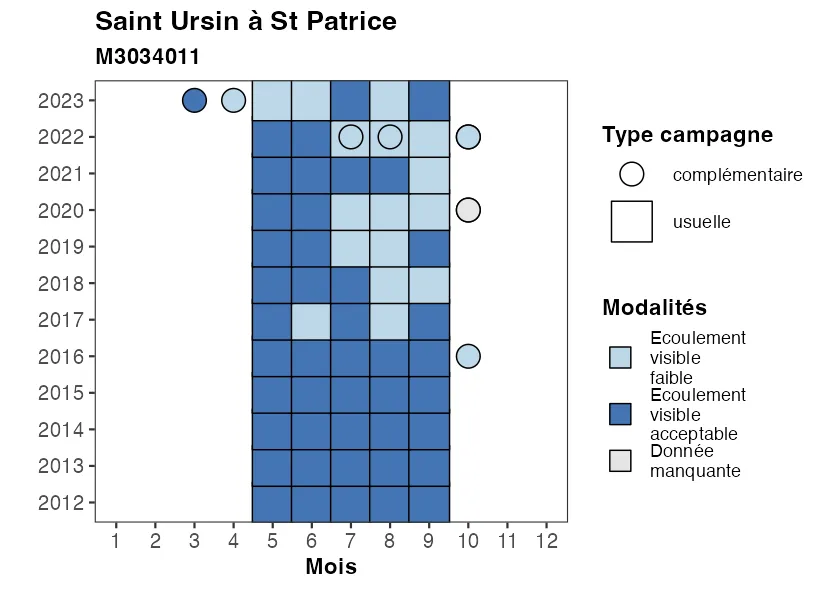 Saint Ursin à St Patrice
M3034011
2023
2022
2021
2020
2019
2018
2017
2016
2015
2014
2013
2012
1 2 3 4 5 6 7 8 9 10 11 12
Mois
Type campagne
complémentaire
usuelle
Modalités
Ecoulement
visible
faible
Ecoulement
visible
acceptable
Donnée
manquante